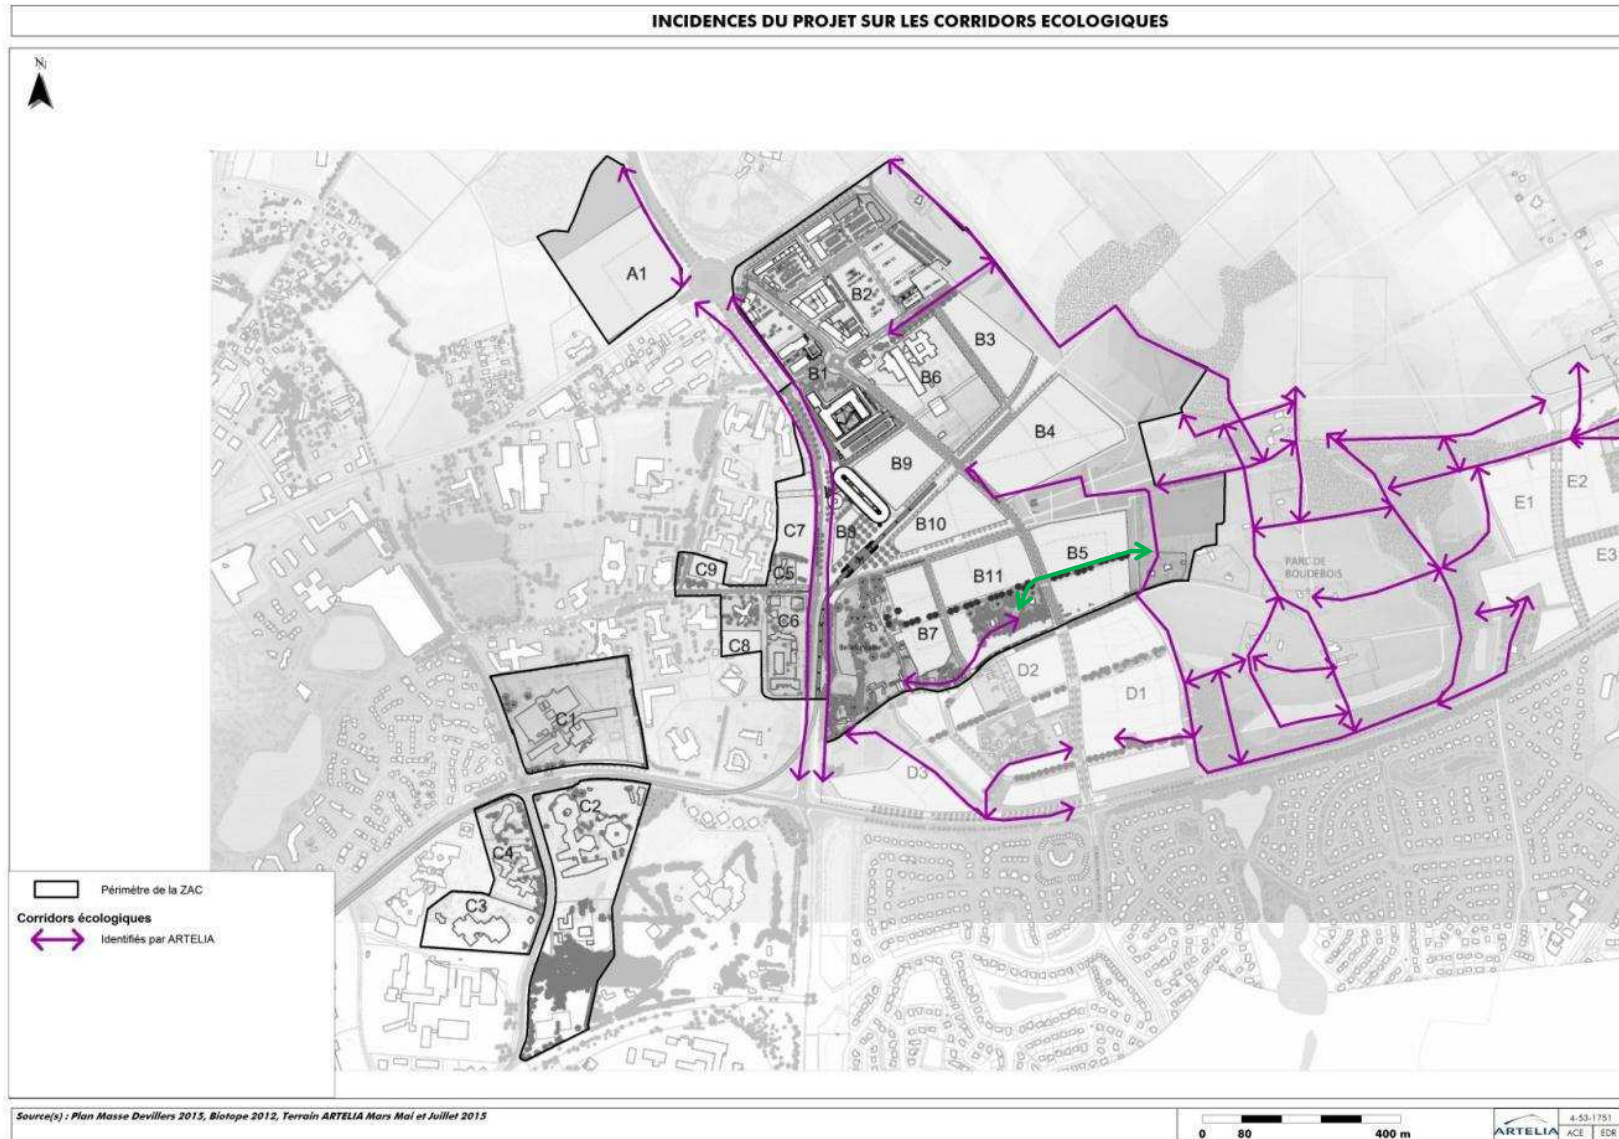 INCIDENCES DU PROJET SUR LES CORRIDORS ECOLOGIQUES
N
A1
B2
B3
B1
B6
B4
B9
C7
B8
B10
E1
E2
B5
C9
C5
B11
PARC DE
BOUDEBOIS
E3
C6
B7
C8
D2
D1
C1
D3
C2
C4
C3
Périmètre de la ZAC
Corridors écologiques
Identifiés par ARTELIA
Source(s) : Plan Masse Devillers 2015, Biotope 2012, Terrain ARTELIA Mars Mai et Juillet 2015
0 80 400 m
ARTELIA
4-53-1751
ACE EDR